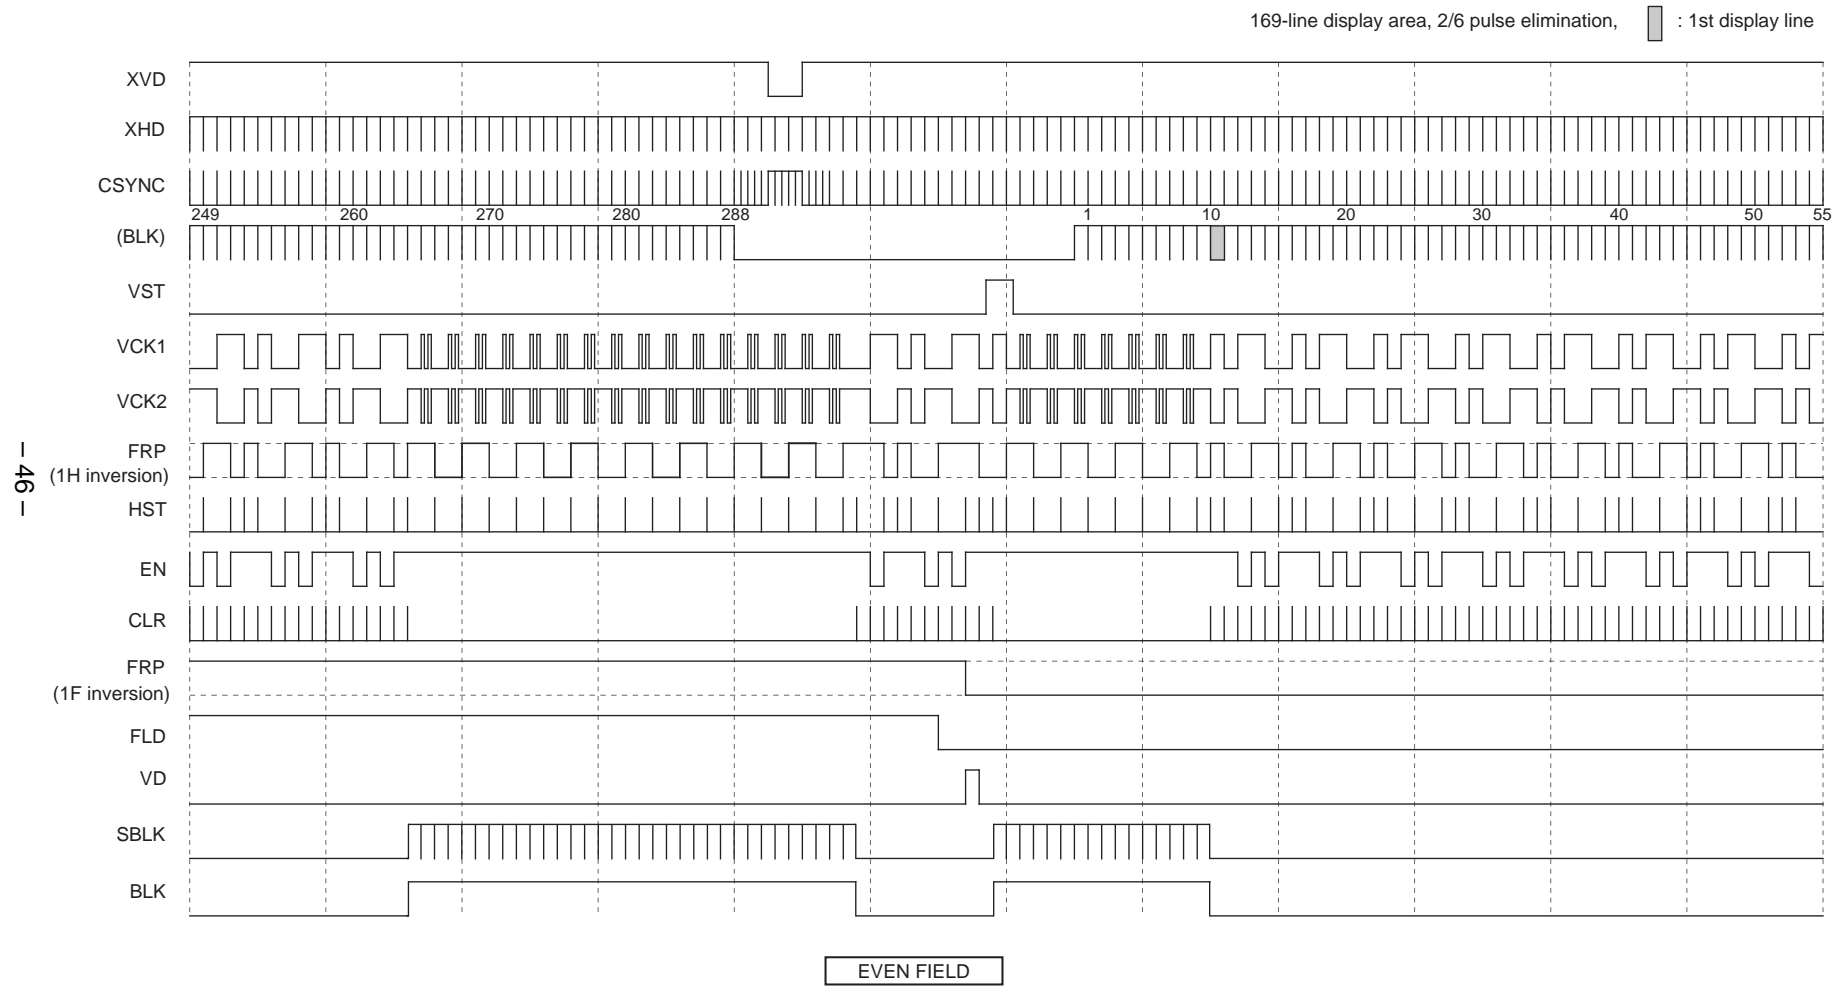 169-line display area, 2/6 pulse elimination, : 1st display line
XVD
XHD
CSYNC
249 260 270 280 288 1 10 20 30 40 50 55
(BLK)
VST
VCK1
VCK2
FRP
(1H inversion)
– 46 –
HST
EN
CLR
FRP
(1F inversion)
FLD
VD
SBLK
BLK
EVEN FIELD